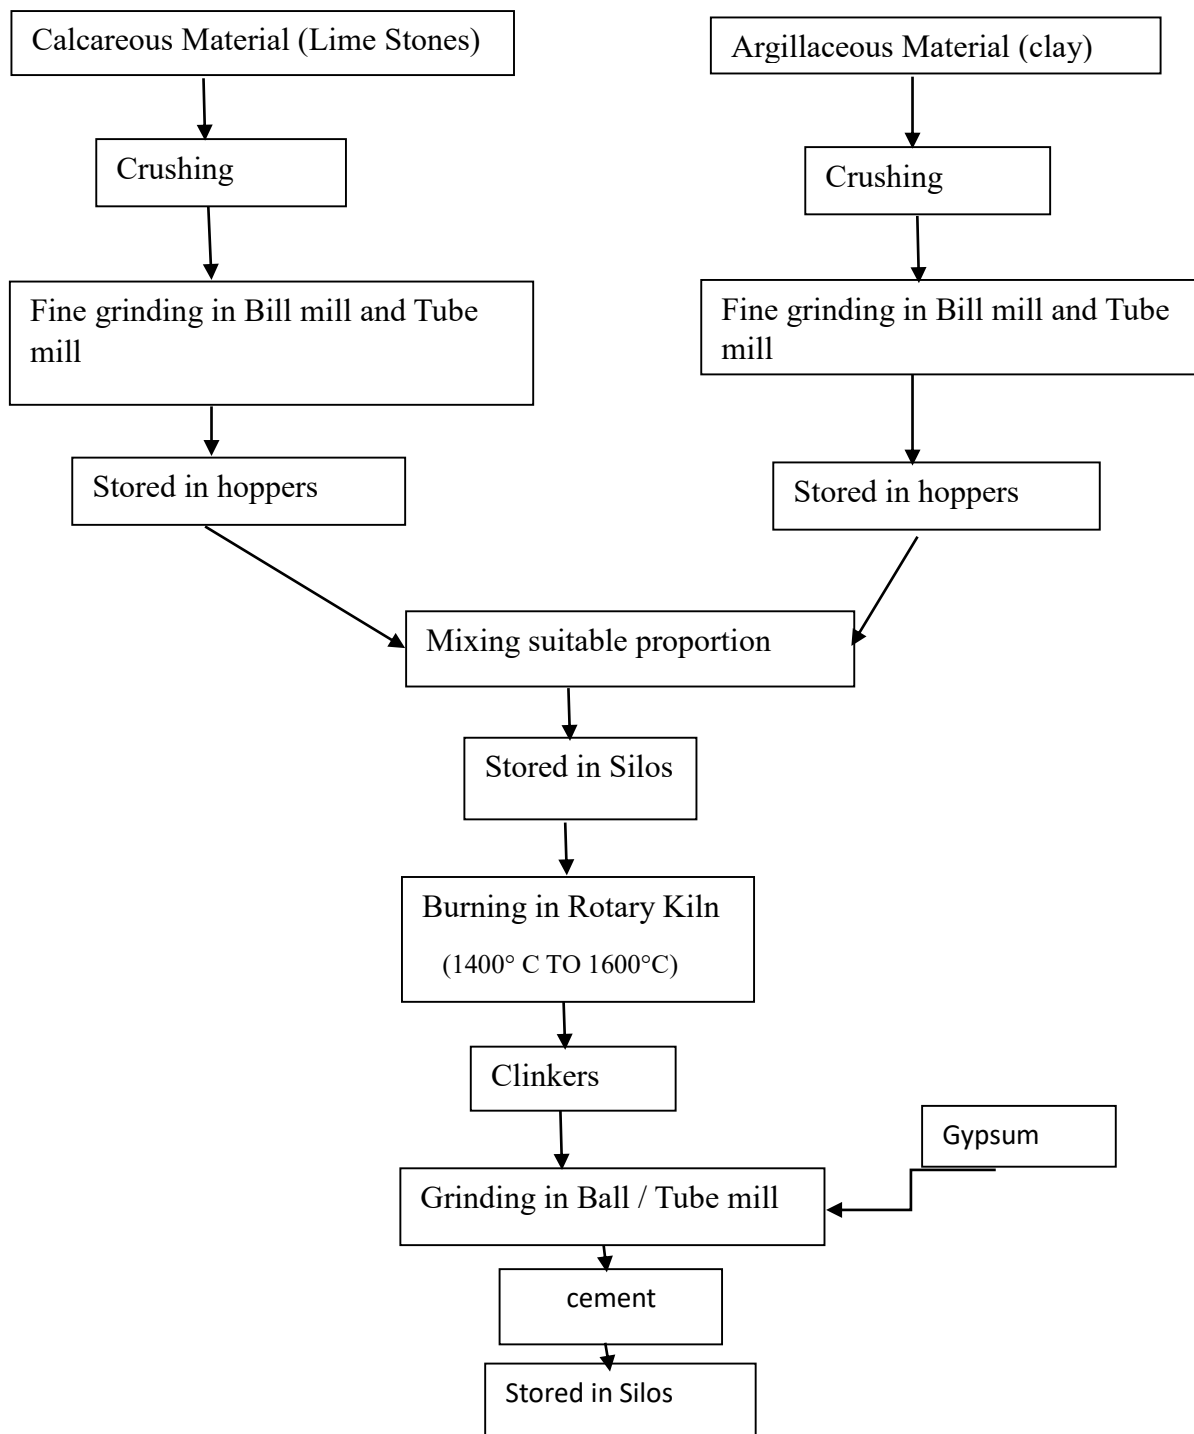 Calcareous Material (Lime Stones)
Argillaceous Material (clay)
Crushing
Crushing
Fine grinding in Bill mill and Tube
mill
Fine grinding in Bill mill and Tube
mill
Stored in hoppers
Stored in hoppers
Mixing suitable proportion
Stored in Silos
Burning in Rotary Kiln
(1400° C TO 1600°C)
Clinkers
Gypsum
Grinding in Ball / Tube mill
cement
Stored in Silos